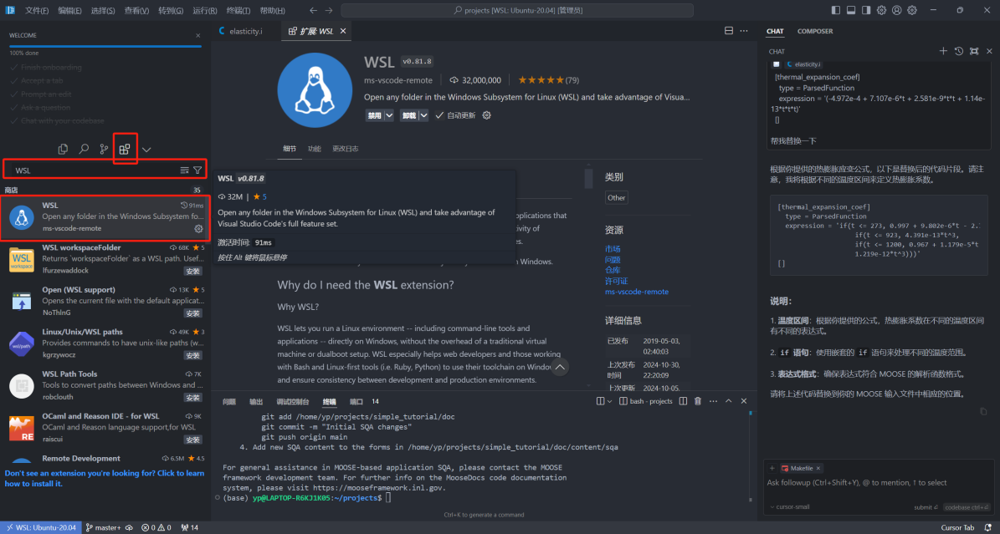 文件(F) 编辑(E) 选择(S) 查看(V) 转到(G) 运行(R) 终端(T) 帮助(H)
projects [WSL: Ubuntu-20.04] [管理员]
WELCOME
100% done
Finish onboarding
Accept a tab
Prompt an edit
Ask a question
Chat with your codebase
WSL
商店 35
WSL 91ms
Open any folder in the Windows Subsystem fo...
ms-vscode-remote
WSL workspaceFolder 68K ★ 5
Returns `workspaceFolder` as a WSL path. Usef...
lfurzewaddock 安装
Open (WSL support) 13K ★ 5
Opens the current file with the default applicat...
NoThInG 安装
Linux/Unix/WSL paths 49K ★ 3
Provides commands to have unix-like paths (w...
kgrzywocz 安装
WSL Path Tools 7K
Tools to convert paths between Windows and ...
robclouth 安装
OCaml and Reason IDE - for WSL 9K
OCaml and Reason language support,for WSL
raiscui 安装
Remote Development 6.5M ★ 4.5
Don't see an extension you're looking for? Click to learn
how to install it.
WSL
workspace
wsl/path
RE
elasticity.i
扩展: WSL
WSL v0.81.8
ms-vscode-remote 32,000,000 ★★★★★(79)
Open any folder in the Windows Subsystem for Linux (WSL) and take advantage of Visua...
禁用 卸载 自动更新
细节 功能 更改日志
WSL v0.81.8
32M | ★ 5
Open any folder in the Windows Subsystem for Linux (WSL) and take advantage of
Visual Studio Code's full feature set.
激活时间: 91ms
按住 Alt 键将鼠标悬停
pplications that
tivity of
es.
n Windows.
Why do I need the WSL extension?
Why WSL?
WSL lets you run a Linux environment -- including command-line tools and
applications -- directly on Windows, without the overhead of a traditional virtual
machine or dualboot setup. WSL especially helps web developers and those working
with Bash and Linux-first tools (i.e. Ruby, Python) to use their toolchain on Windo
and ensure consistency between development and production environments.
类别
Other
资源
市场
问题
仓库
许可证
ms-vscode-remote
详细信息
已发布 2019-05-03,
02:40:03
上次发布 2024-10-30,
时间 22:20:09
上次更新 2024-10-05,
问题 输出 调试控制台 终端 端口 14
bash - projects
git add /home/yp/projects/simple_tutorial/doc
git commit -m "Initial SQA changes"
git push origin main
4. Add new SQA content to the forms in /home/yp/projects/simple_tutorial/doc/content/sqa
For general assistance in MOOSE-based application SQA, please contact the MOOSE
framework development team. For further info on the MooseDocs code documentation
system, please visit https://mooseframework.inl.gov.
(base) yp@LAPTOP-R6KJ1K05:~/projects$
Ctrl+K to generate a command
CHAT COMPOSER
CHAT
elasticity.i
[thermal_expansion_coef]
type = ParsedFunction
expression = '(-4.972e-4 + 7.107e-6*t + 2.581e-9*t*t + 1.14e-
13*t*t*t)'
[]
帮我替换一下
根据你提供的热膨胀应变公式，以下是替换后的代码片段。请注
意，我将根据不同的温度区间来定义热膨胀系数。
[thermal_expansion_coef]
type = ParsedFunction
expression = 'if(t <= 273, 0.997 + 9.802e-6*t - 2.
if(t <= 923, 4.391e-13*t^3,
if(t <= 1200, 0.967 + 1.179e-5*t
1.219e-12*t^3)))'
[]
说明:
1. 温度区间: 根据你提供的公式，热膨胀系数在不同的温度区间
有不同的表达式。
2. if 语句: 使用嵌套的 if 语句来处理不同的温度范围。
3. 表达式格式: 确保表达式符合 MOOSE 的解析函数格式。
请将上述代码替换到你的 MOOSE 输入文件中相应的位置。
Makefile
Ask followup (Ctrl+Shift+Y), @ to mention, ↑ to select
cursor-small submit codebase ctrl+
WSL: Ubuntu-20.04 master+ 0 0 14
Cursor Tab